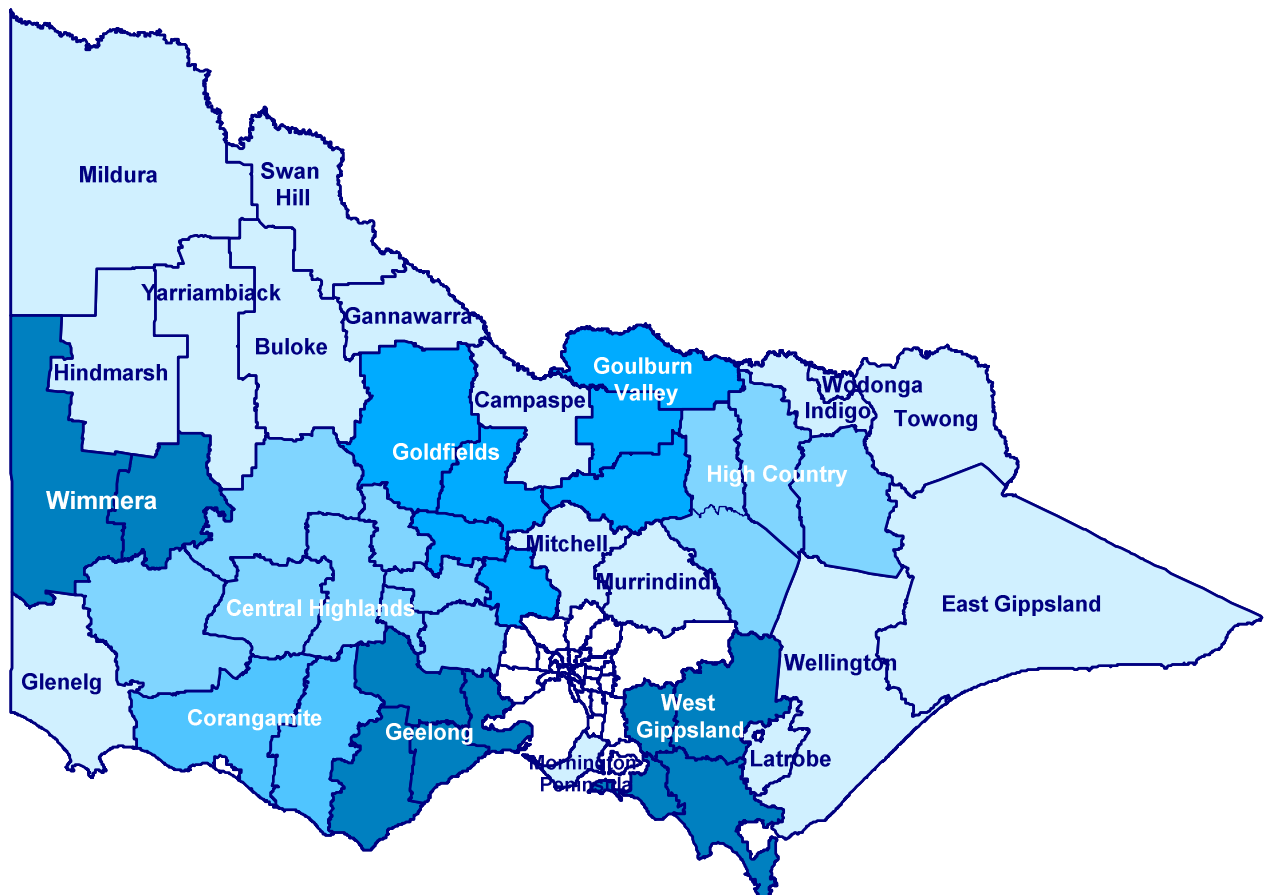 Mildura
Swan
Hill
Yarriambiack
Gannawarra
Buloke
Hindmarsh
Goulburn
Valley
Wodonga
Indigo
Towong
Campaspe
Goldfields
High Country
Wimmera
Mitchell
Murrindindi
Central Highlands
East Gippsland
Wellington
Glenelg
Corangamite
Geelong
West
Gippsland
Latrobe
Mornington
Peninsula